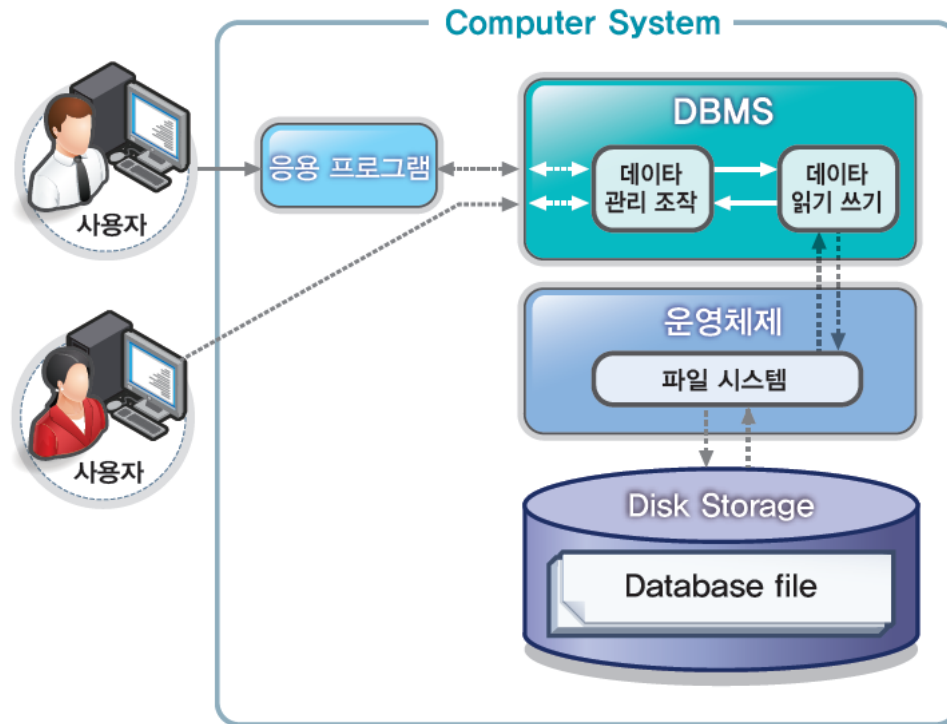 Computer System
사용자
응용 프로그램
DBMS
데이타
관리 조작
데이타
읽기 쓰기
사용자
운영체제
파일 시스템
Disk Storage
Database file